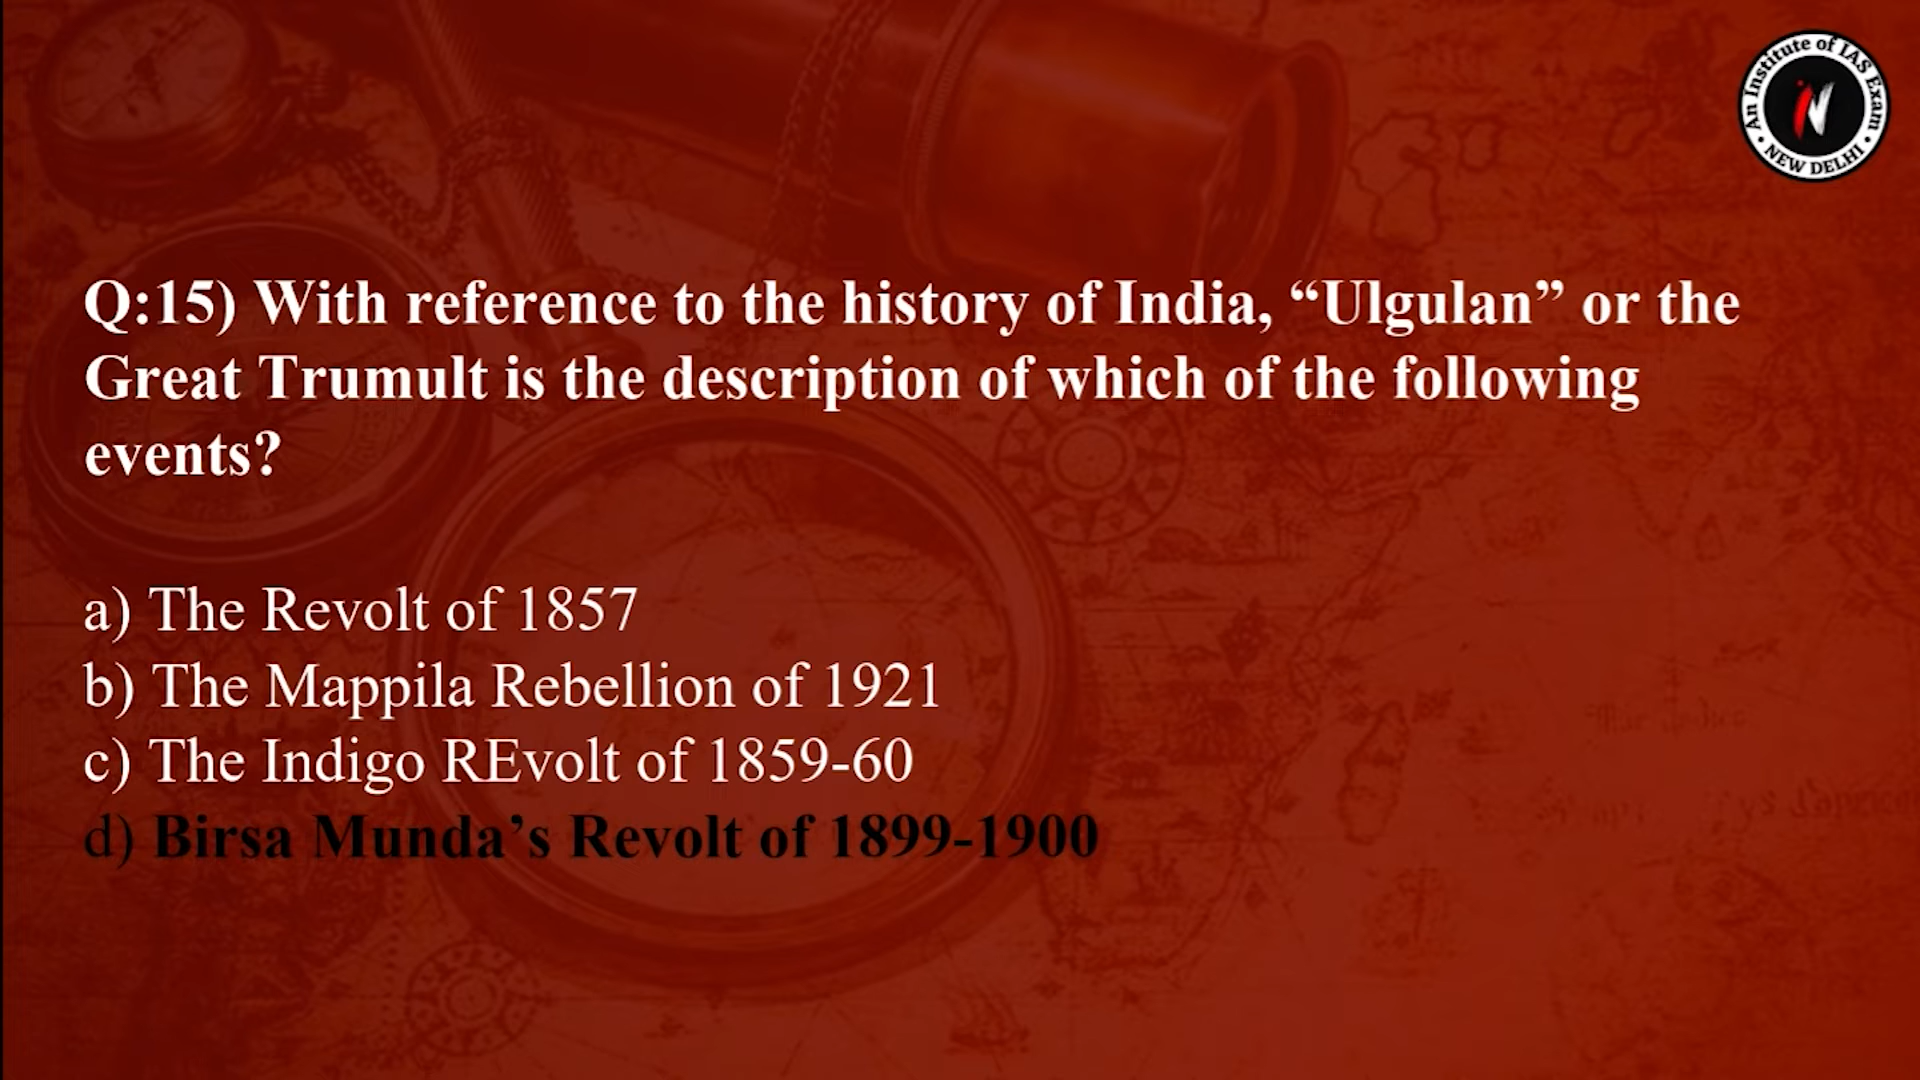 An Institute of IAS Exam
• NEW DELHI •
Q:15) With reference to the history of India, “Ulgulan” or the
Great Trumult is the description of which of the following
events?
a) The Revolt of 1857
b) The Mappila Rebellion of 1921
c) The Indigo REvolt of 1859-60
d) Birsa Munda’s Revolt of 1899-1900